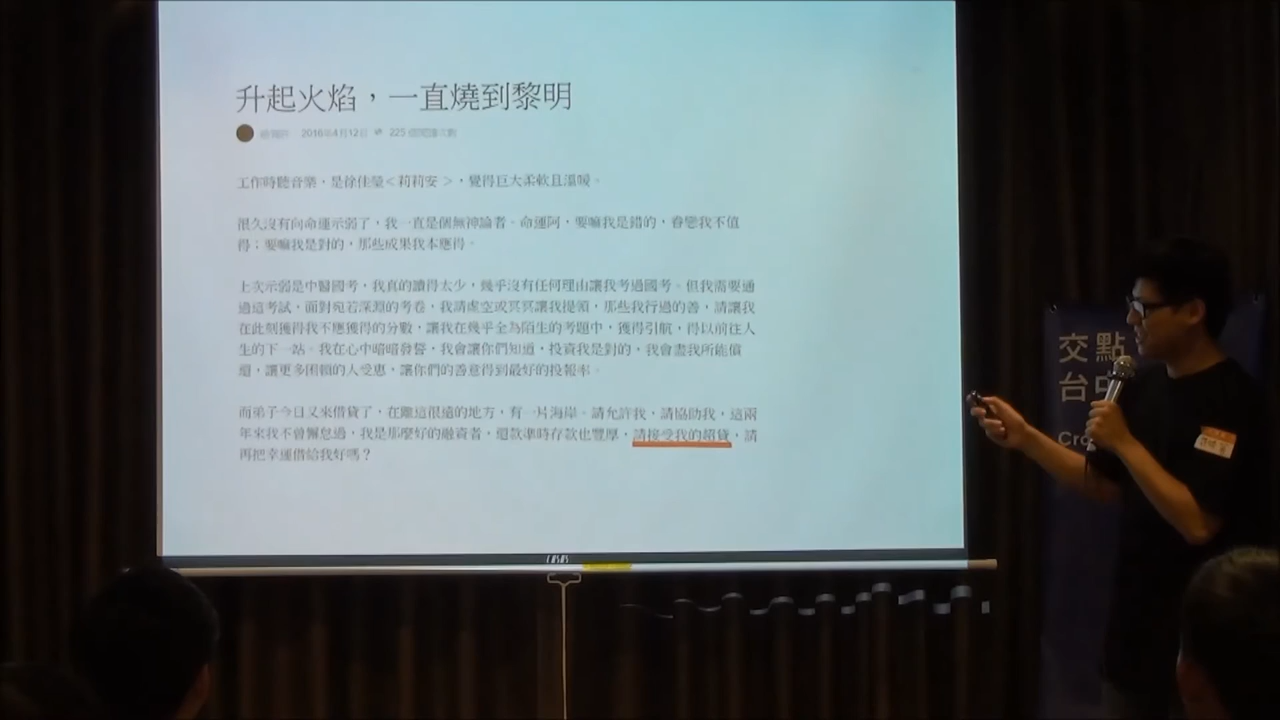 升起火焰，一直燒到黎明
2016年4月12日 225
工作時聽音樂，是徐佳瑩＜莉莉安 ＞，覺得巨大柔軟且溫暖。
很久沒有向命運示弱了，我一直是個無神論者。命運阿，要嘛我是錯的，眷戀我不值
得；要嘛我是對的，那些成果我本應得。
上次示弱是中醫國考，我真的讀得太少，幾乎沒有任何理由讓我考過國考。但我需要通
過這考試，面對宛若深淵的考卷，我請虛空或冥冥讓我提領，那些我行過的善，請讓我
在此刻獲得我不應獲得的分數，讓我在幾乎全為陌生的考題中，獲得引航，得以前往人
生的下一站。我在心中暗暗發誓，我會讓你們知道，投資我是對的，我會盡我所能償
還，讓更多困頓的人受惠，讓你們的善意得到最好的投報率。
而弟子今日又來借貸了，在離這很遠的地方，有一片海岸。請允許我，請協助我，這兩
年來我不曾懈怠過，我是那麼好的融資者，還款準時存款也豐厚，請接受我的超貸，請
再把幸運借給我好嗎？
交點
台中
Cro